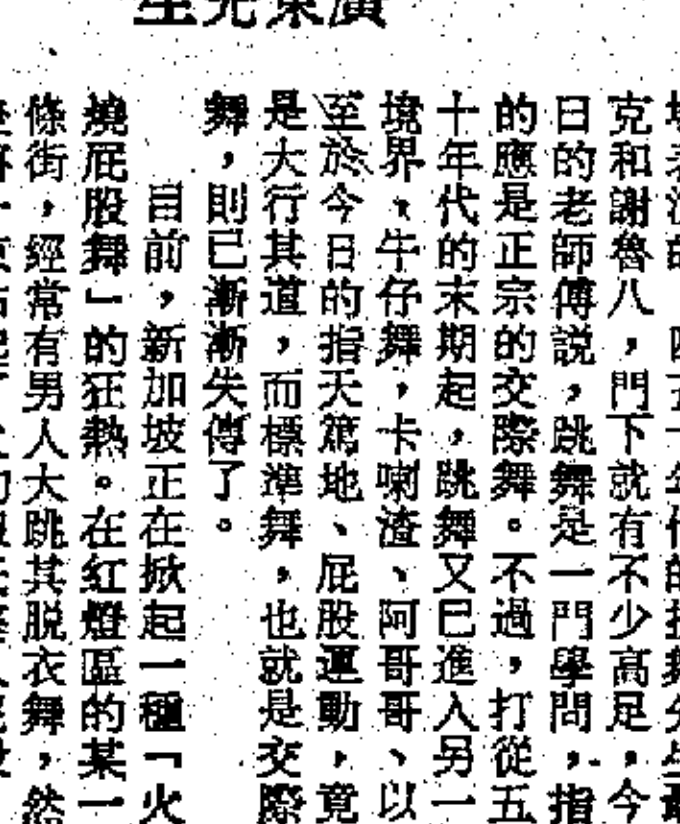 廣東先生
克和謝魯八，門下就有不少高足，今
日的老師傅説，跳舞是一門學問，指
的應是正宗的交際舞。不過，打從五
十年代的末期起，跳舞又已進入另一
境界、牛仔舞，卡喇渣、阿哥哥、以
至於今日的指天篤地、屁股運動，竟
是大行其道，而標準舞，也就是交際
舞，則已漸漸失傳了。
目前，新加坡正在掀起一種「火
燒屁股舞」的狂熱。在紅燈區的某一
條街，經常有男人大跳其脱衣舞，然